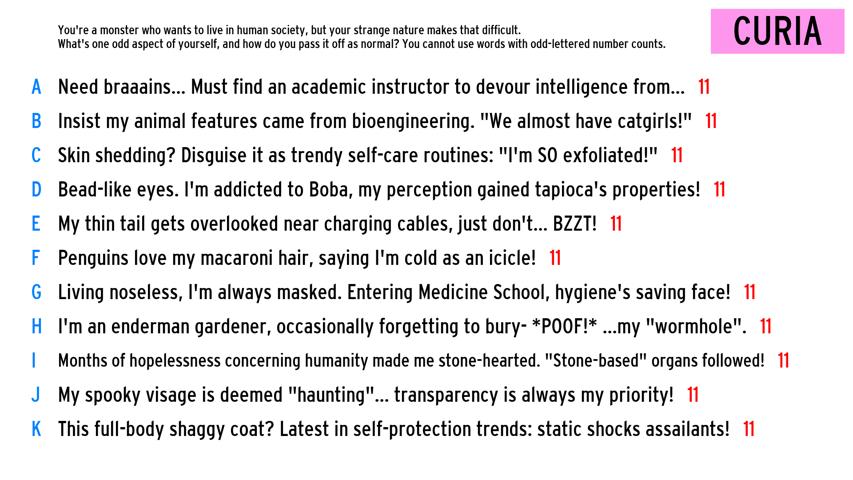 You're a monster who wants to live in human society, but your strange nature makes that difficult.
What's one odd aspect of yourself, and how do you pass it off as normal? You cannot use words with odd-lettered number counts.
CURIA
A Need braaains... Must find an academic instructor to devour intelligence from... 11
B Insist my animal features came from bioengineering. "We almost have catgirls!" 11
C Skin shedding? Disguise it as trendy self-care routines: "I'm SO exfoliated!" 11
D Bead-like eyes. I'm addicted to Boba, my perception gained tapioca's properties! 11
E My thin tail gets overlooked near charging cables, just don't... BZZT! 11
F Penguins love my macaroni hair, saying I'm cold as an icicle! 11
G Living noseless, I'm always masked. Entering Medicine School, hygiene's saving face! 11
H I'm an enderman gardener, occasionally forgetting to bury- *POOF!* ...my "wormhole". 11
I Months of hopelessness concerning humanity made me stone-hearted. "Stone-based" organs followed! 11
J My spooky visage is deemed "haunting"... transparency is always my priority! 11
K This full-body shaggy coat? Latest in self-protection trends: static shocks assailants! 11